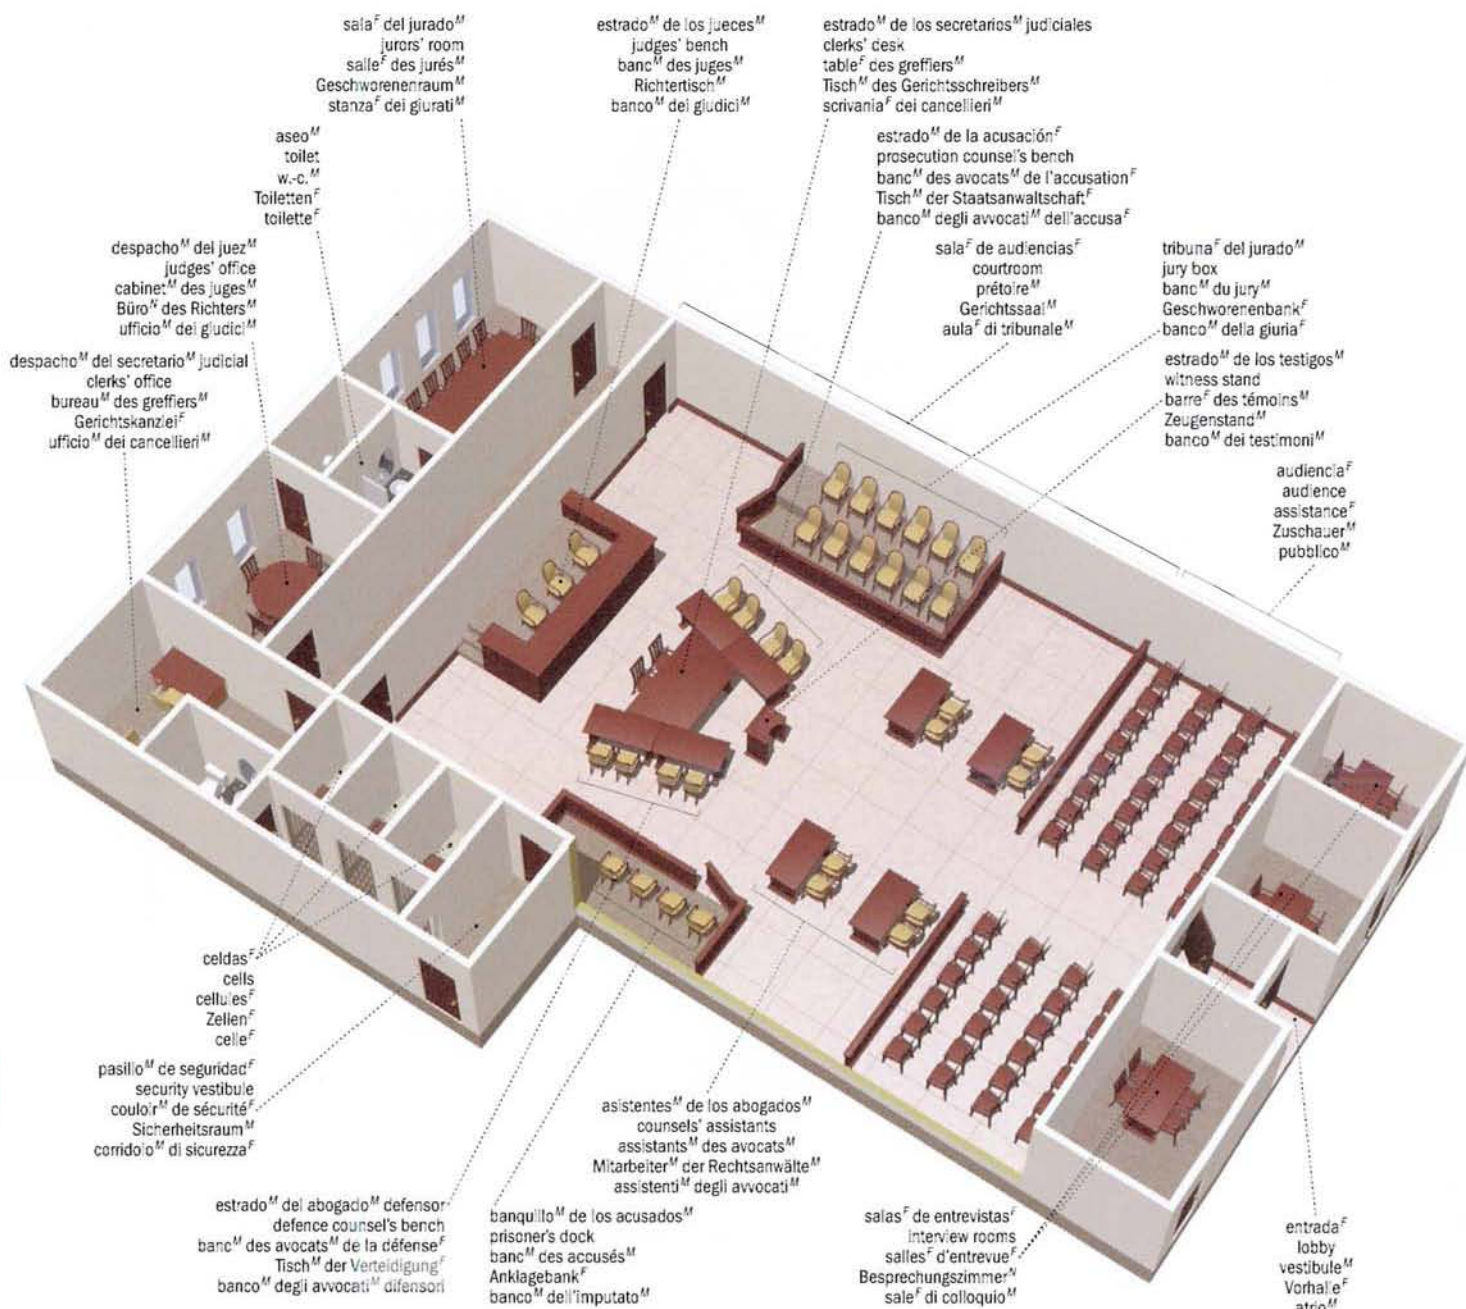 sala^F del jurado^M
jurors' room
salle^F des jurés^M
Geschworenenraum^M
stanza^F dei giurati^M
estrado^M de los jueces^M
judges' bench
banc^M des juges^M
Richtertisch^M
banco^M dei giudici^M
estrado^M de los secretarios^M judiciales
clerks' desk
table^F des greffiers^M
Tisch^M des Gerichtsschreibers^M
scrivania^F dei cancellieri^M
aseo^M
toilet
w.-c.^M
Toiletten^F
toilette^F
estrado^M de la acusación^F
prosecution counsel's bench
banc^M des avocats^M de l'accusation^F
Tisch^M der Staatsanwaltschaft^F
banco^M degli avvocati^M dell'accusa^F
despacho^M del juez^M
judges' office
cabinet^M des juges^M
Büro^N des Richters^M
ufficio^M dei giudici^M
sala^F de audiencias^F
courtroom
prétoire^M
Gerichtssaal^M
aula^F di tribunale^M
tribuna^F del jurado^M
jury box
banc^M du jury^M
Geschworenenbank^F
banco^M della giuria^F
despacho^M del secretario^M judicial
clerks' office
bureau^M des greffiers^M
Gerichtskanzlei^F
ufficio^M dei cancellieri^M
estrado^M de los testigos^M
witness stand
barre^F des témoins^M
Zeugenstand^M
banco^M dei testimoni^M
audiencia^F
audience
assistance^F
Zuschauer^M
pubblico^M
celdas^F
cells
cellules^F
Zellen^F
celle^F
pasillo^M de seguridad^F
security vestibule
couloir^M de sécurité^F
Sicherheitsraum^M
corridoio^M di sicurezza^F
asistentes^M de los abogados^M
counsels' assistants
assistants^M des avocats^M
Mitarbeiter^M der Rechtsanwälte^M
assistenti^M degli avvocati^M
estrado^M del abogado^M defensor
defence counsel's bench
banc^M des avocats^M de la défense^F
Tisch^M der Verteidigung^F
banco^M degli avvocati^M difensori
banquillo^M de los acusados^M
prisoner's dock
banc^M des accusés^M
Anklagebank^F
banco^M dell'imputato^M
salas^F de entrevistas^F
interview rooms
salles^F d'entrevue^F
Besprechungszimmer^N
sale^F di colloquio^M
entrada^F
lobby
vestibule^M
Vorhalle^F
atrio^M